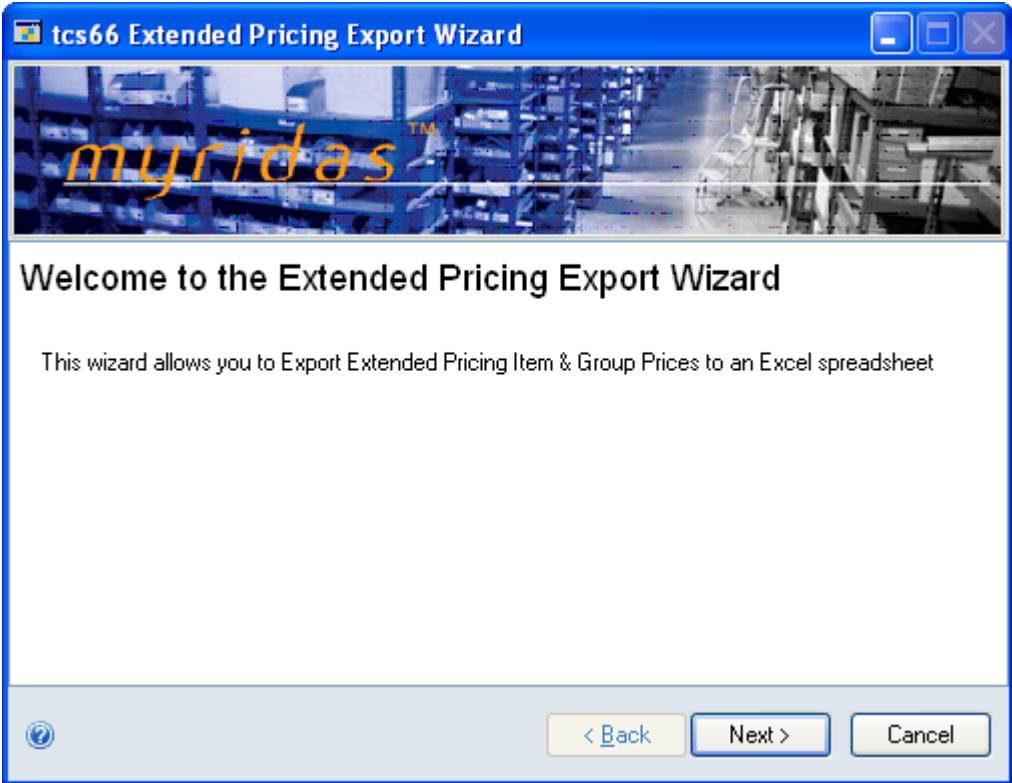 tcs66 Extended Pricing Export Wizard
myridas™
Welcome to the Extended Pricing Export Wizard
This wizard allows you to Export Extended Pricing Item & Group Prices to an Excel spreadsheet
? < Back Next > Cancel